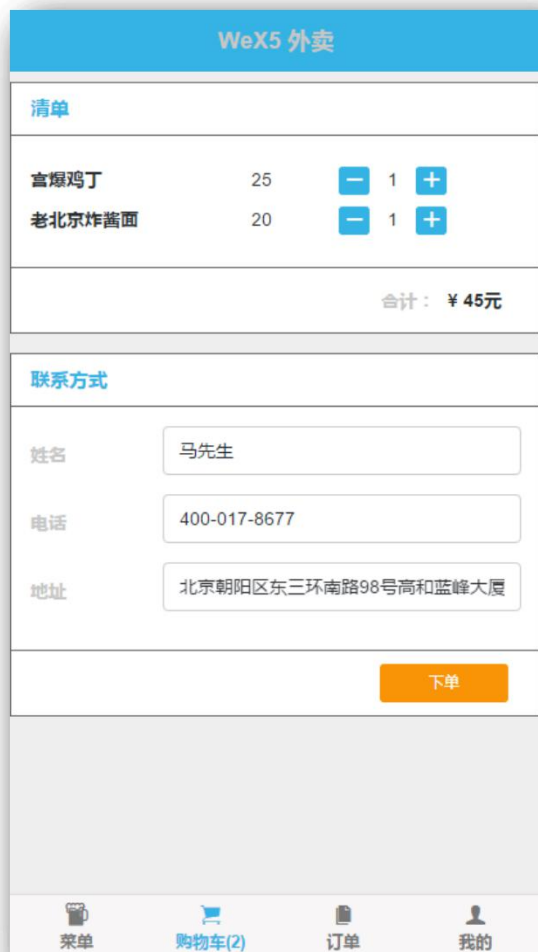 WeX5 外卖
清单
宫爆鸡丁 25 1
老北京炸酱面 20 1
合计： ¥ 45元
联系方式
姓名 马先生
电话 400-017-8677
地址 北京朝阳区东三环南路98号高和蓝峰大厦
下单
菜单 购物车(2) 订单 我的